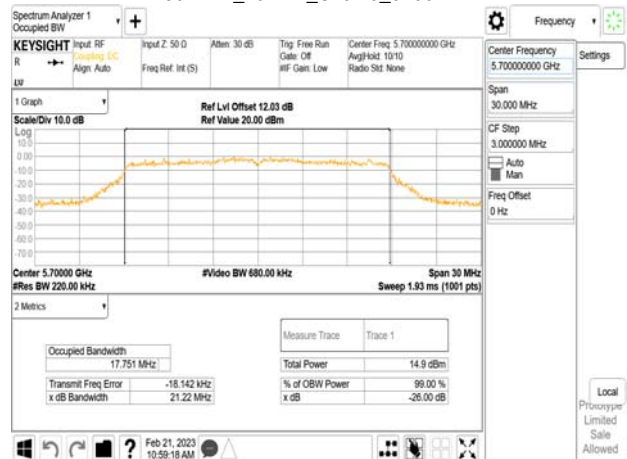 Spectrum Analyzer 1
Occupied BW
Frequency
KEYSIGHT
R
Input: RF
Coupling: DC
Align: Auto
Input Z: 50 Ω
Freq Ref: Int (S)
Atten: 30 dB
Trig: Free Run
Gate: Off
#IF Gain: Low
Center Freq: 5.700000000 GHz
Avg|Hold: 10/10
Radio Std: None
Center Frequency
5.700000000 GHz
Settings
Span
30.000 MHz
CF Step
3.000000 MHz
Auto
Man
Freq Offset
0 Hz
1 Graph
Scale/Div 10.0 dB
Ref Lvl Offset 12.03 dB
Ref Value 20.00 dBm
Log
10.0
0.00
-10.0
-20.0
-30.0
-40.0
-50.0
-60.0
-70.0
Center 5.70000 GHz
#Res BW 220.00 kHz
#Video BW 680.00 kHz
Span 30 MHz
Sweep 1.93 ms (1001 pts)
2 Metrics
Measure Trace
Trace 1
Occupied Bandwidth
17.751 MHz
Total Power
14.9 dBm
Transmit Freq Error
-18.142 kHz
% of OBW Power
99.00 %
x dB Bandwidth
21.22 MHz
x dB
-26.00 dB
Local
Prototype
Limited
Sale
Allowed
Feb 21, 2023
10:59:18 AM